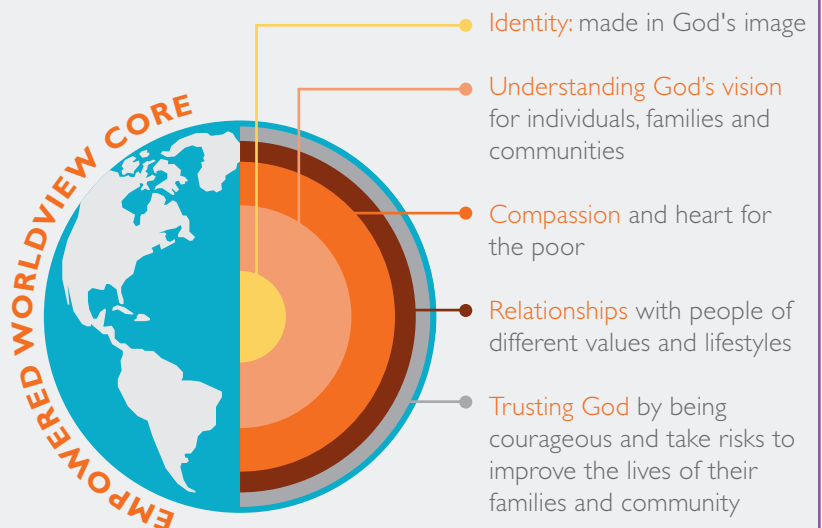 EMPOWERED WORLDVIEW CORE
Identity: made in God's image
Understanding God’s vision
for individuals, families and
communities
Compassion and heart for
the poor
Relationships with people of
different values and lifestyles
Trusting God by being
courageous and take risks to
improve the lives of their
families and community